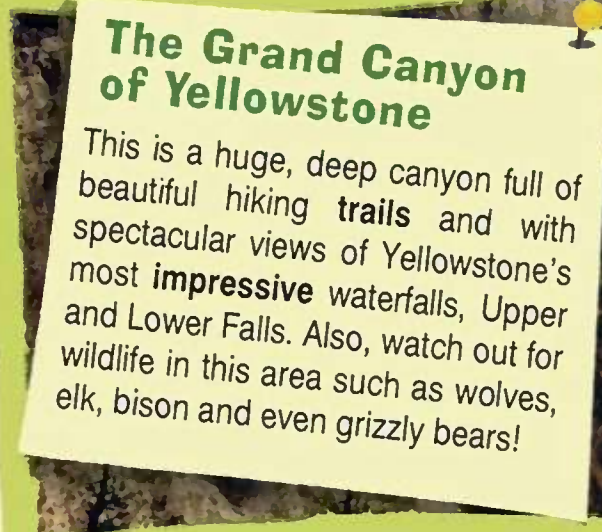 The Grand Canyon
of Yellowstone
This is a huge, deep canyon full of
beautiful hiking trails and with
spectacular views of Yellowstone's
most impressive waterfalls, Upper
and Lower Falls. Also, watch out for
wildlife in this area such as wolves,
elk, bison and even grizzly bears!